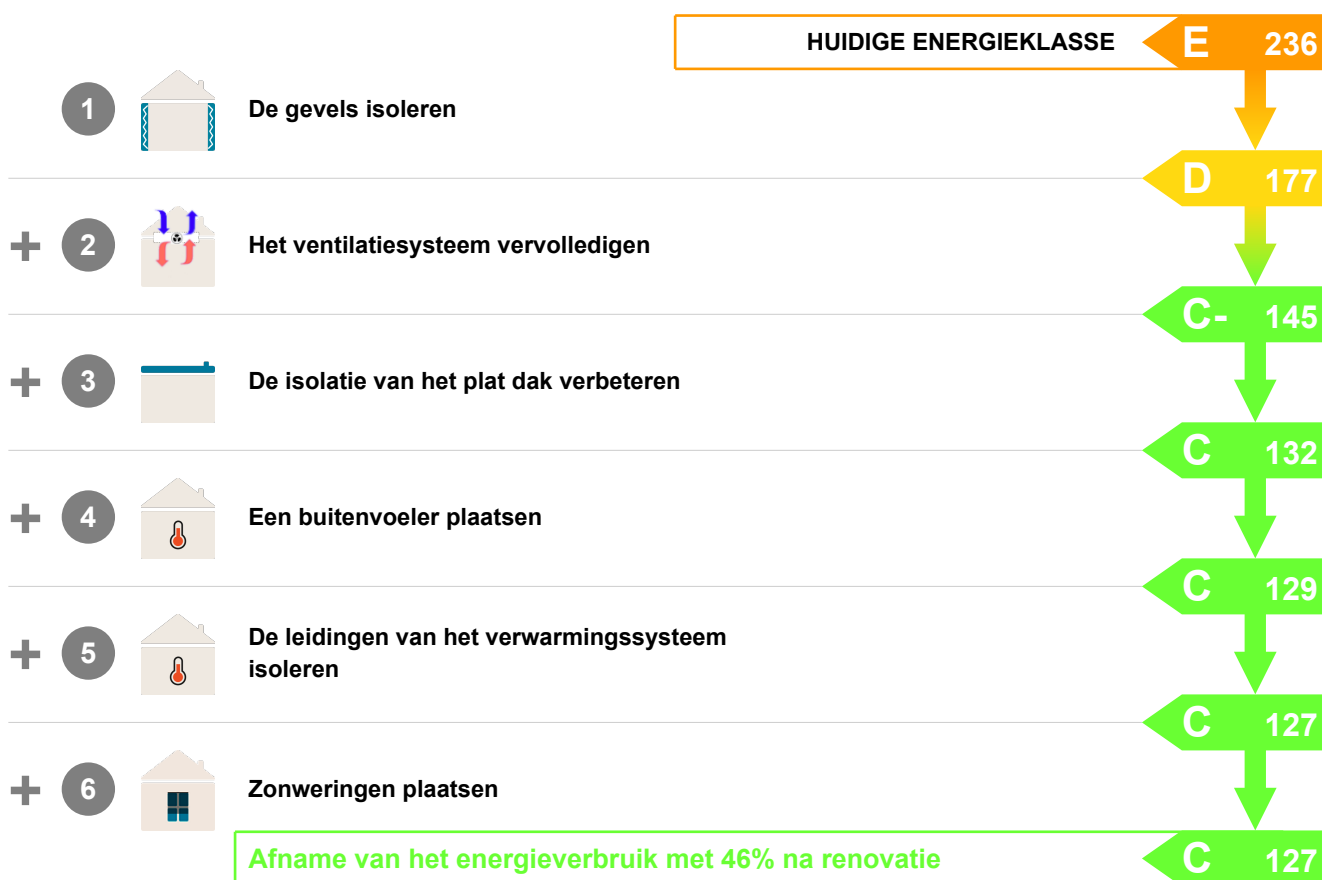 HUIDIGE ENERGIEKLASSE E 236
1 De gevels isoleren
D 177
+ 2 Het ventilatiesysteem vervolledigen
C- 145
+ 3 De isolatie van het plat dak verbeteren
C 132
+ 4 Een buitenvoeler plaatsen
C 129
+ 5 De leidingen van het verwarmingssysteem
isoleren
C 127
+ 6 Zonweringen plaatsen
Afname van het energieverbruik met 46% na renovatie C 127